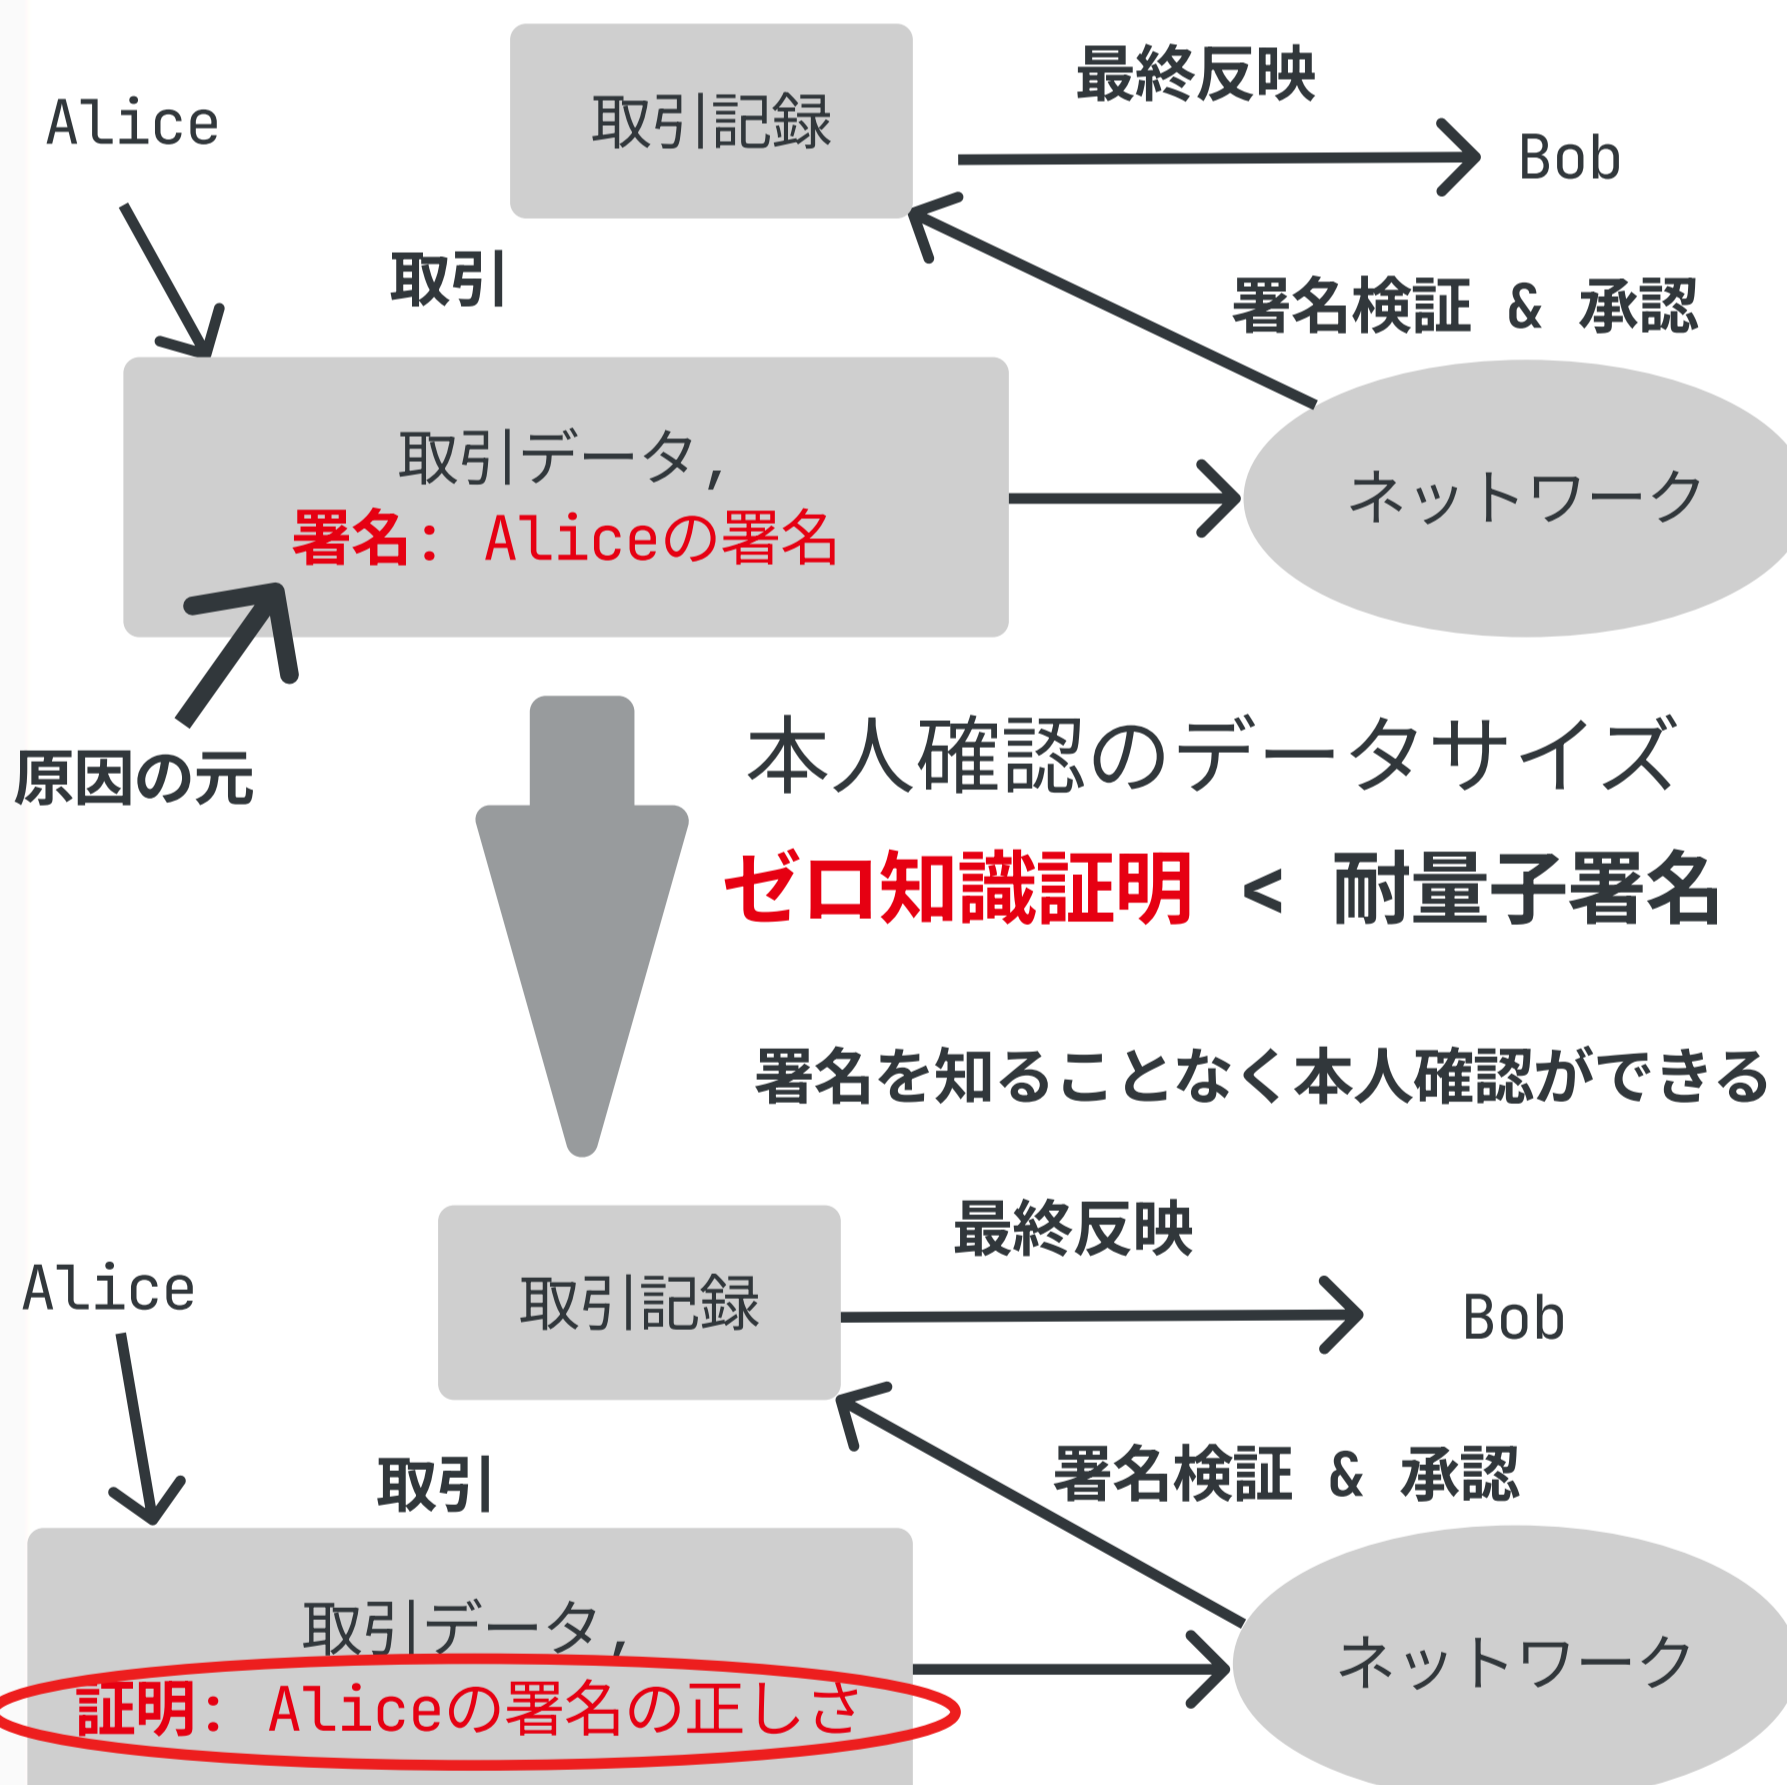 取引記録
最終反映
Alice
Bob
取引
署名検証 & 承認
取引データ,
署名: Aliceの署名
ネットワーク
原因の元
本人確認のデータサイズ
ゼロ知識証明 < 耐量子署名
署名を知ることなく本人確認ができる
最終反映
Alice
取引記録
Bob
取引
署名検証 & 承認
取引データ,
証明: Aliceの署名の正しさ
ネットワーク